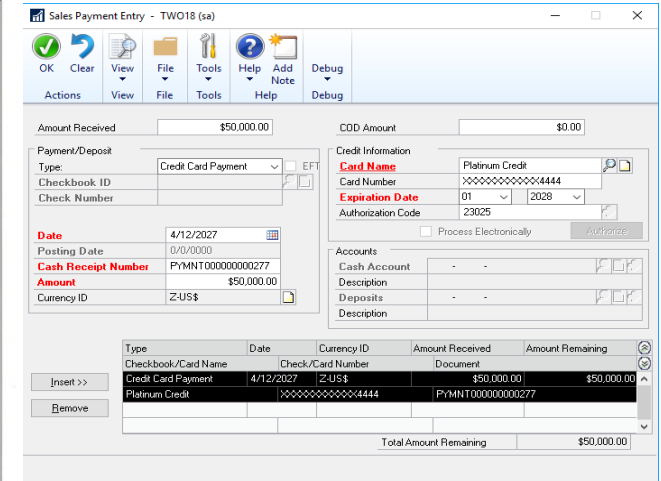 Sales Payment Entry - TWO18 (sa)
OK Clear View File Tools Help Add Note Debug
Actions View File Tools Help Debug
Amount Received $50,000.00 COD Amount $0.00
Payment/Deposit
Type: Credit Card Payment EFT
Checkbook ID
Check Number
Date 4/12/2027
Posting Date 0/0/0000
Cash Receipt Number PYMNT000000000277
Amount $50,000.00
Currency ID Z-US$
Credit Information
Card Name Platinum Credit
Card Number XXXXXXXXXXXX4444
Expiration Date 01 2028
Authorization Code 23025
Process Electronically Authorize
Accounts
Cash Account - -
Description
Deposits - -
Description
Type Date Currency ID Amount Received Amount Remaining
Checkbook/Card Name Check/Card Number Document
Credit Card Payment 4/12/2027 Z-US$ $50,000.00 $50,000.00
Platinum Credit XXXXXXXXXXXX4444 PYMNT000000000277
Insert >>
Remove
Total Amount Remaining $50,000.00